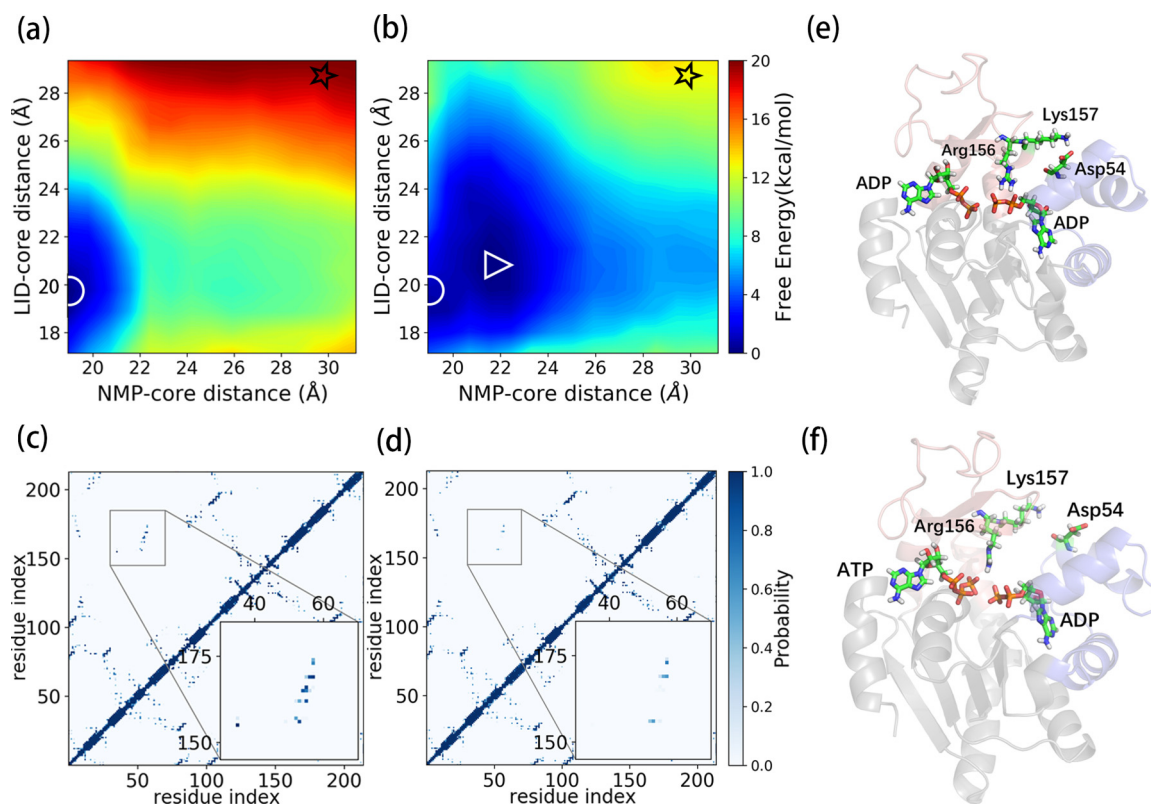 (a)
LID-core distance (Å)
28
26
24
22
20
18
20 22 24 26 28 30
NMP-core distance (Å)
(b)
LID-core distance (Å)
28
26
24
22
20
18
20 22 24 26 28 30
NMP-core distance (Å)
20
16
12
8
4
0
Free Energy(kcal/mol)
(e)
Lys157
Arg156
Asp54
ADP
ADP
(c)
residue index
200
150
100
50
50 100 150 200
residue index
40 60
175
150
(d)
residue index
200
150
100
50
50 100 150 200
residue index
40 60
175
150
1.0
0.8
0.6
0.4
0.2
0.0
Probability
(f)
Lys157
Asp54
Arg156
ATP
ADP